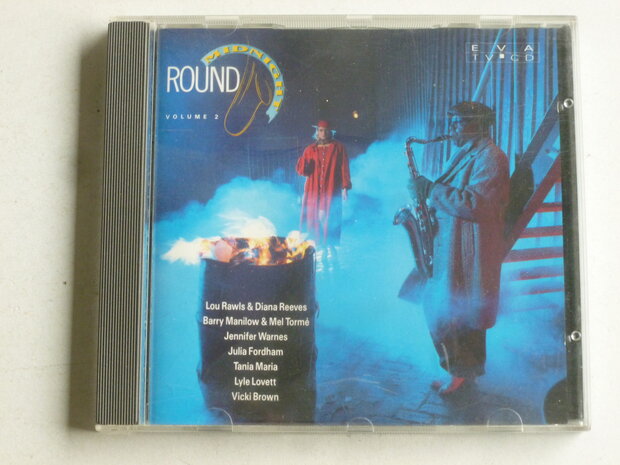 ROUND
MIDNIGHT
VOLUME 2
EVA
TV CD
Lou Rawls & Diana Reeves
Barry Manilow & Mel Tormé
Jennifer Warnes
Julia Fordham
Tania Maria
Lyle Lovett
Vicki Brown